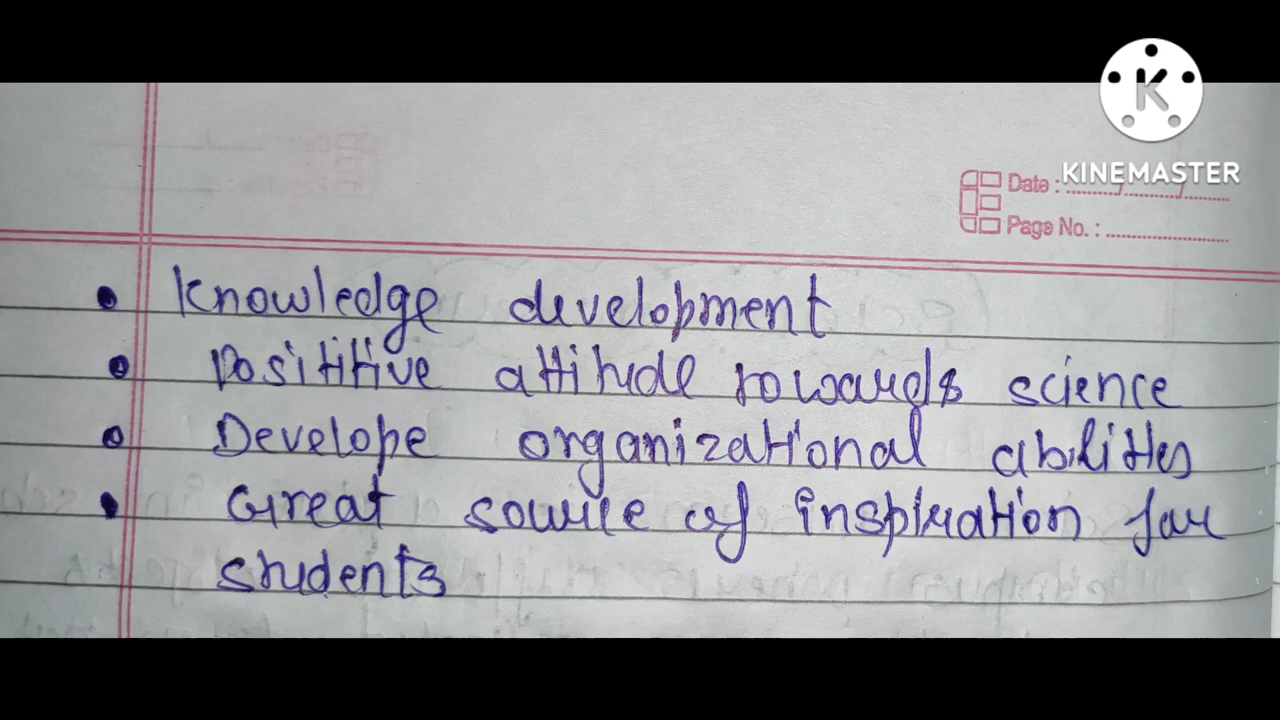 KINEMASTER
Date : ....../....../......
Page No. : ......
• Knowledge development
• Positive attitude towards science
• Develope organizational abilities
• Great source of inspiration for
students